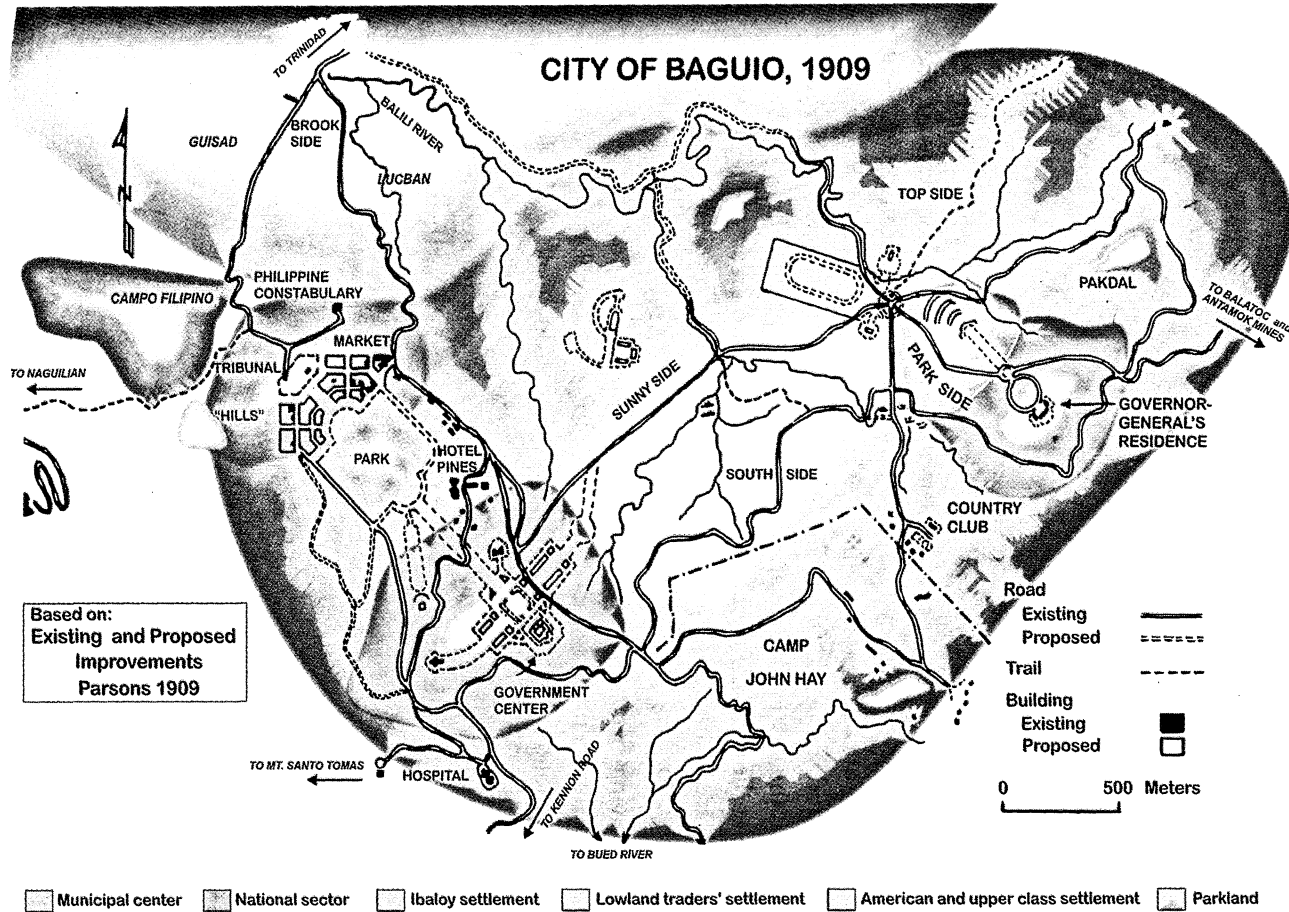 CITY OF BAGUIO, 1909
TO TRINIDAD
GUISAD
BROOK
SIDE
BALILI RIVER
LUCBAN
N
TOP SIDE
PAKDAL
TO BALATOC and
ANTAMOK MINES
CAMPO FILIPINO
PHILIPPINE
CONSTABULARY
MARKET
TRIBUNAL
TO NAGUILIAN
"HILLS"
PARK
HOTEL
PINES
SUNNY SIDE
PARK SIDE
SOUTH SIDE
GOVERNOR-
GENERAL'S
RESIDENCE
COUNTRY
CLUB
CAMP
JOHN HAY
GOVERNMENT
CENTER
HOSPITAL
TO MT. SANTO TOMAS
TO KENNON ROAD
TO BUED RIVER
Based on:
Existing and Proposed
Improvements
Parsons 1909
Road
Existing
Proposed
Trail
Building
Existing
Proposed
0 500 Meters
Municipal center National sector Ibaloy settlement Lowland traders' settlement American and upper class settlement Parkland